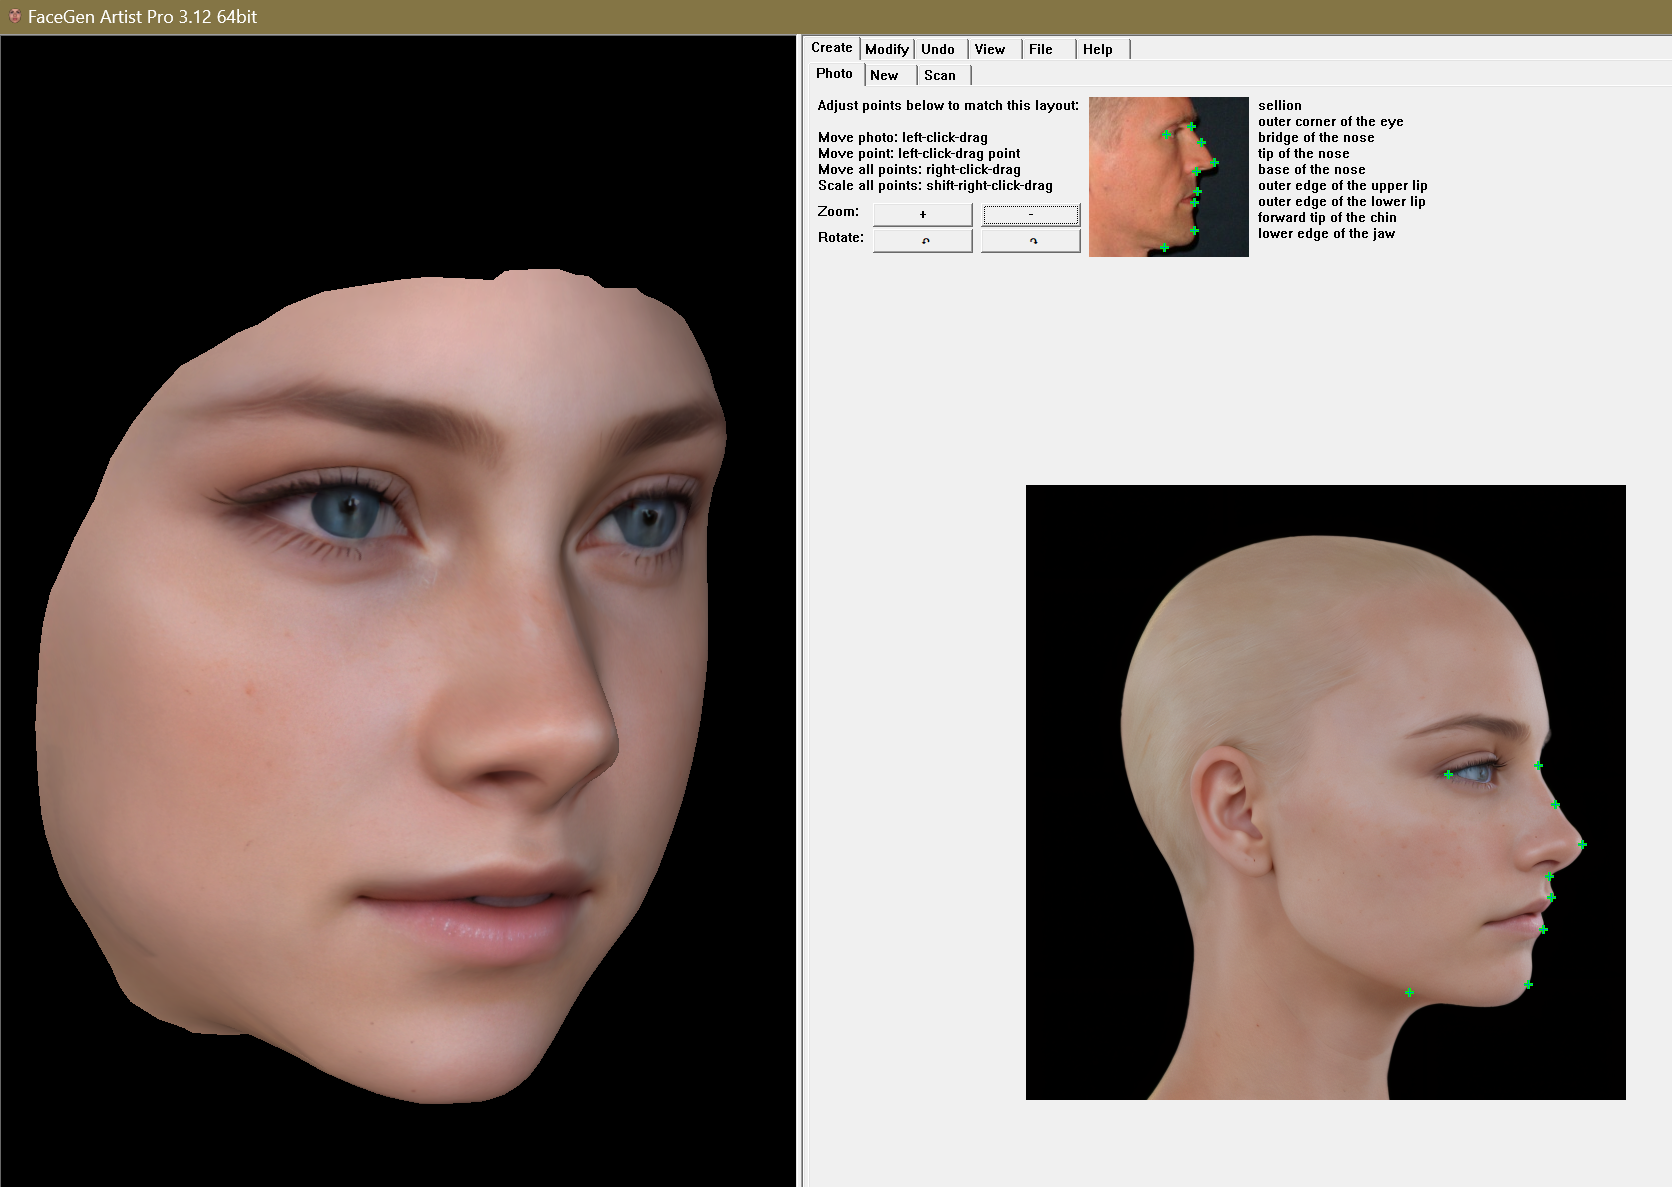 FaceGen Artist Pro 3.12 64bit
Create Modify Undo View File Help
Photo New Scan
Adjust points below to match this layout:
Move photo: left-click-drag
Move point: left-click-drag point
Move all points: right-click-drag
Scale all points: shift-right-click-drag
Zoom: + -
Rotate:
sellion
outer corner of the eye
bridge of the nose
tip of the nose
base of the nose
outer edge of the upper lip
outer edge of the lower lip
forward tip of the chin
lower edge of the jaw